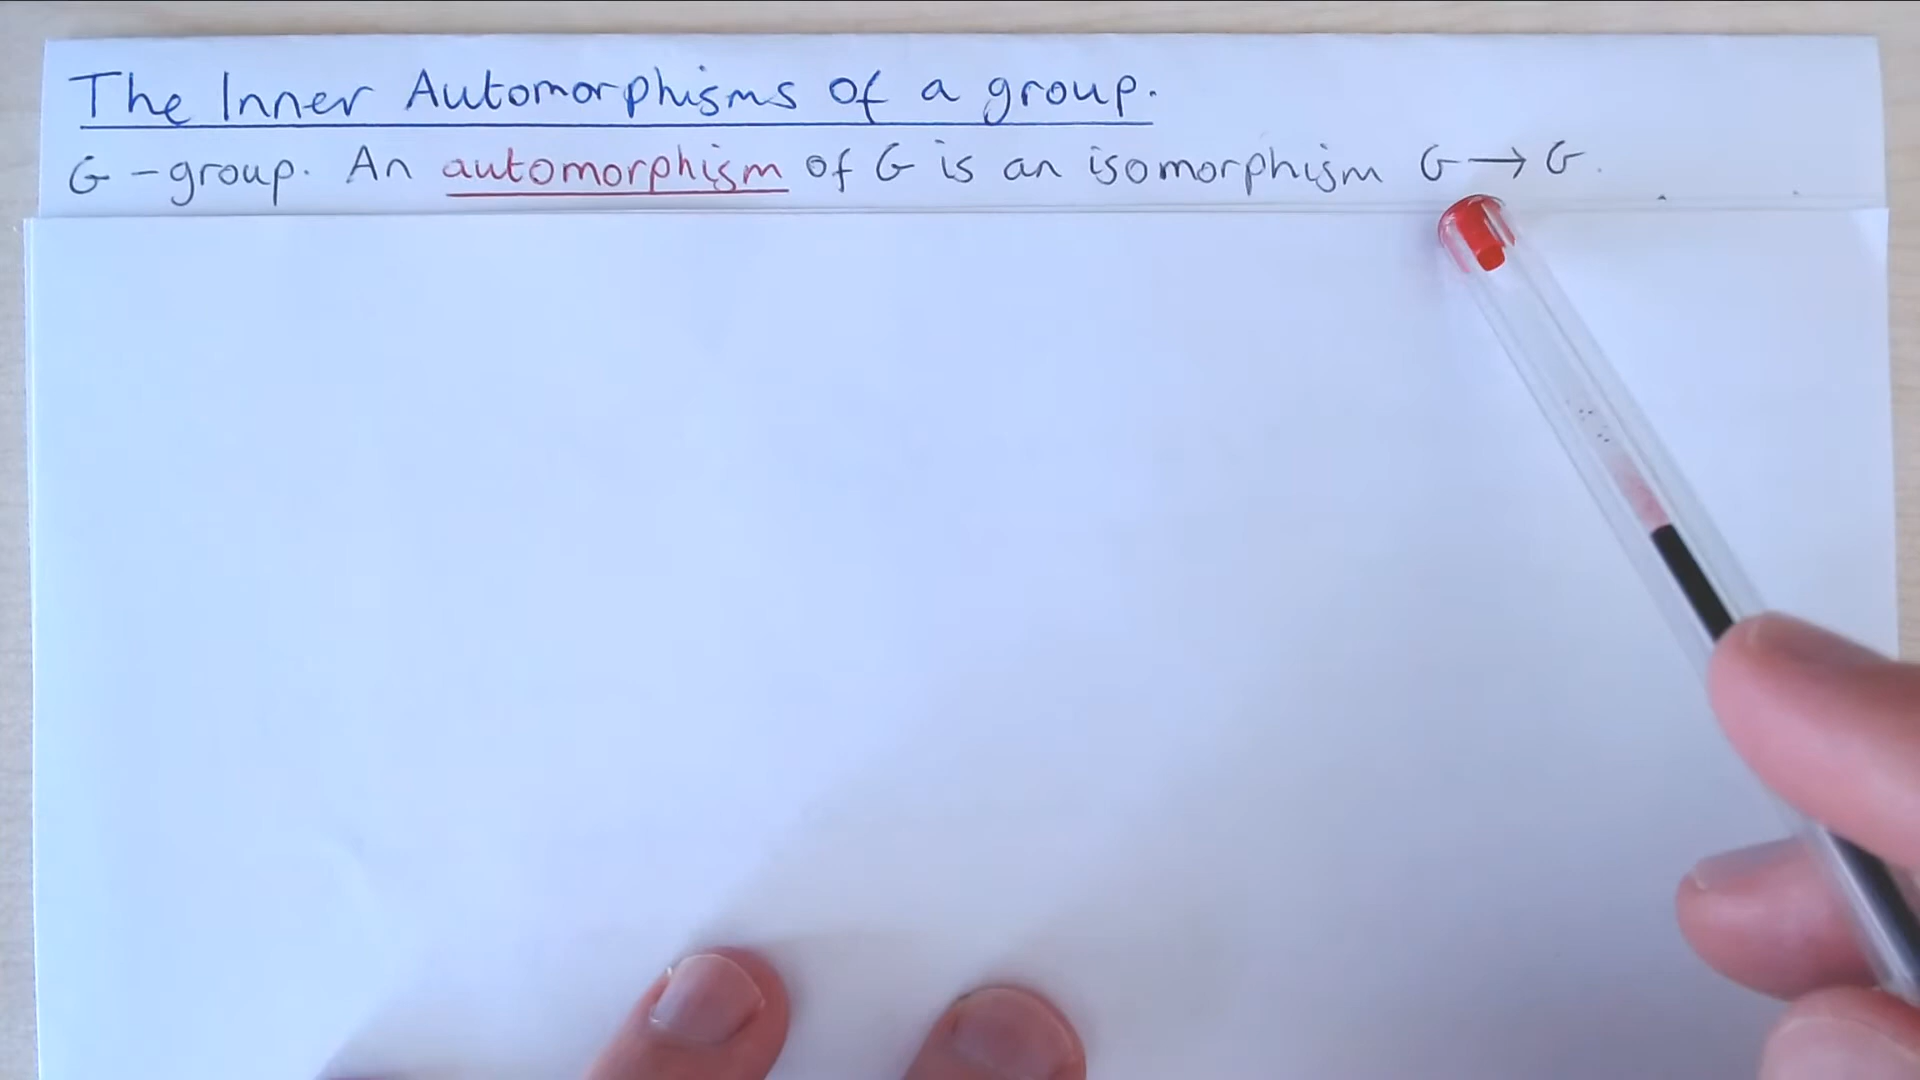 The Inner Automorphisms of a group.
G - group. An automorphism of G is an isomorphism G → G.